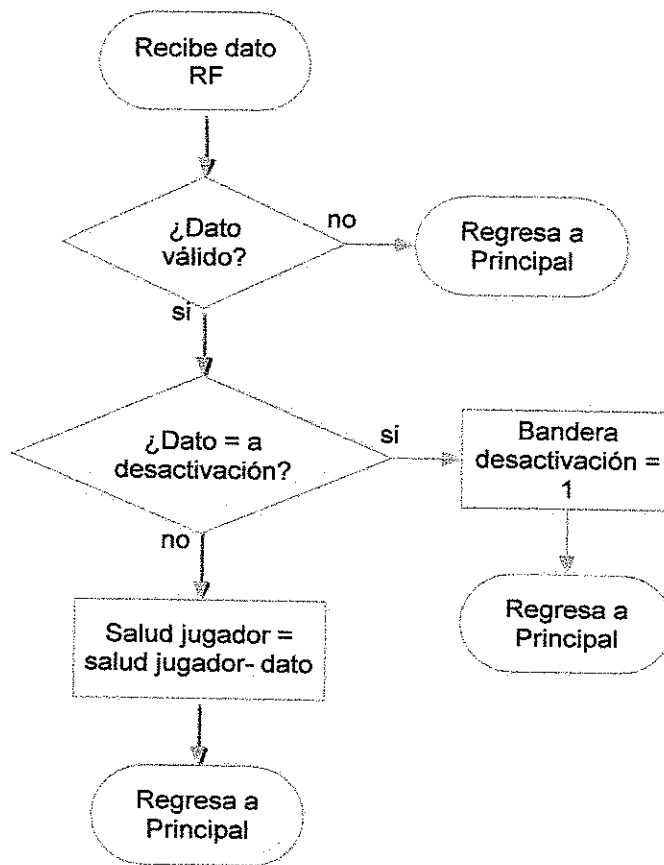 Recibe dato
RF
¿Dato
válido?
no
Regresa a
Principal
si
¿Dato = a
desactivación?
si
Bandera
desactivación =
1
no
Regresa a
Principal
Salud jugador =
salud jugador- dato
Regresa a
Principal